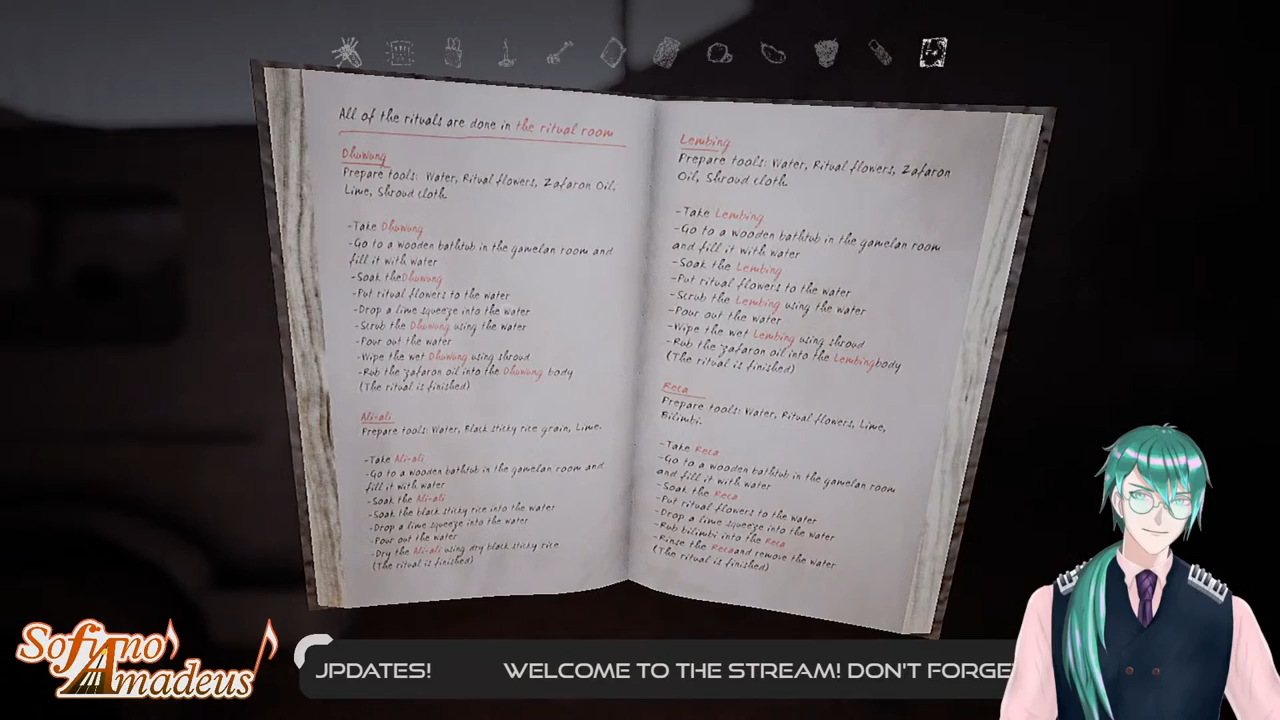 All of the rituals are done in the ritual room
Dhuwung
Prepare tools: Water, Ritual flowers, Zafaron Oil,
Lime, Shroud cloth.
-Take Dhuwung
-Go to a wooden bathtub in the gamelan room and
fill it with water
-Soak theDhuwung
-Put ritual flowers to the water
-Drop a lime squeeze into the water
-Scrub the Dhuwung using the water
-Pour out the water
-Wipe the wet Dhuwung using shroud
-Rub the zafaron oil into the Dhuwung body
(The ritual is finished)
Ali-ali
Prepare tools: Water, Black sticky rice grain, Lime.
-Take Ali-ali
-Go to a wooden bathtub in the gamelan room and
fill it with water
-Soak the Ali-ali
-Soak the black sticky rice into the water
-Drop a lime squeeze into the water
-Pour out the water
-Dry the Ali-ali using dry black sticky rice
(The ritual is finished)
Lembing
Prepare tools: Water, Ritual flowers, Zafaron
Oil, Shroud cloth.
-Take Lembing
-Go to a wooden bathtub in the gamelan room
and fill it with water
-Soak the Lembing
-Put ritual flowers to the water
-Scrub the Lembing using the water
-Pour out the water
-Wipe the wet Lembing using shroud
-Rub the zafaron oil into the Lembingbody
(The ritual is finished)
Reca
Prepare tools: Water, Ritual flowers, Lime,
Bilimbi.
-Take Reca
-Go to a wooden bathtub in the gamelan room
and fill it with water
-Soak the Reca
-Put ritual flowers to the water
-Drop a lime squeeze into the water
-Rub bilimbi into the Reca
-Rinse the Recaand remove the water
(The ritual is finished)
Sofiano
Amadeus
JPDATES! WELCOME TO THE STREAM! DON'T FORGE